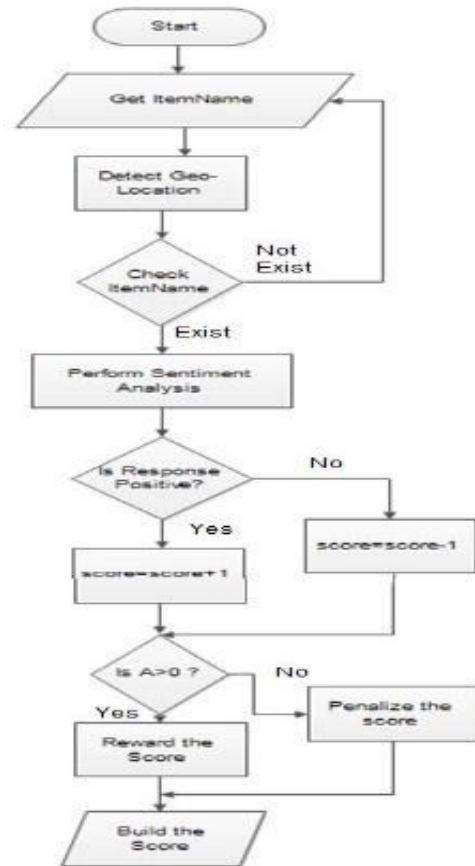 Start
Get ItemName
Detect Geo-
Location
Check
ItemName
Not
Exist
Exist
Perform Sentiment
Analysis
Is Response
Positive?
No
Yes
score=score+1
score=score-1
Is A>0 ?
No
Yes
Penalize the
score
Reward the
Score
Build the
Score